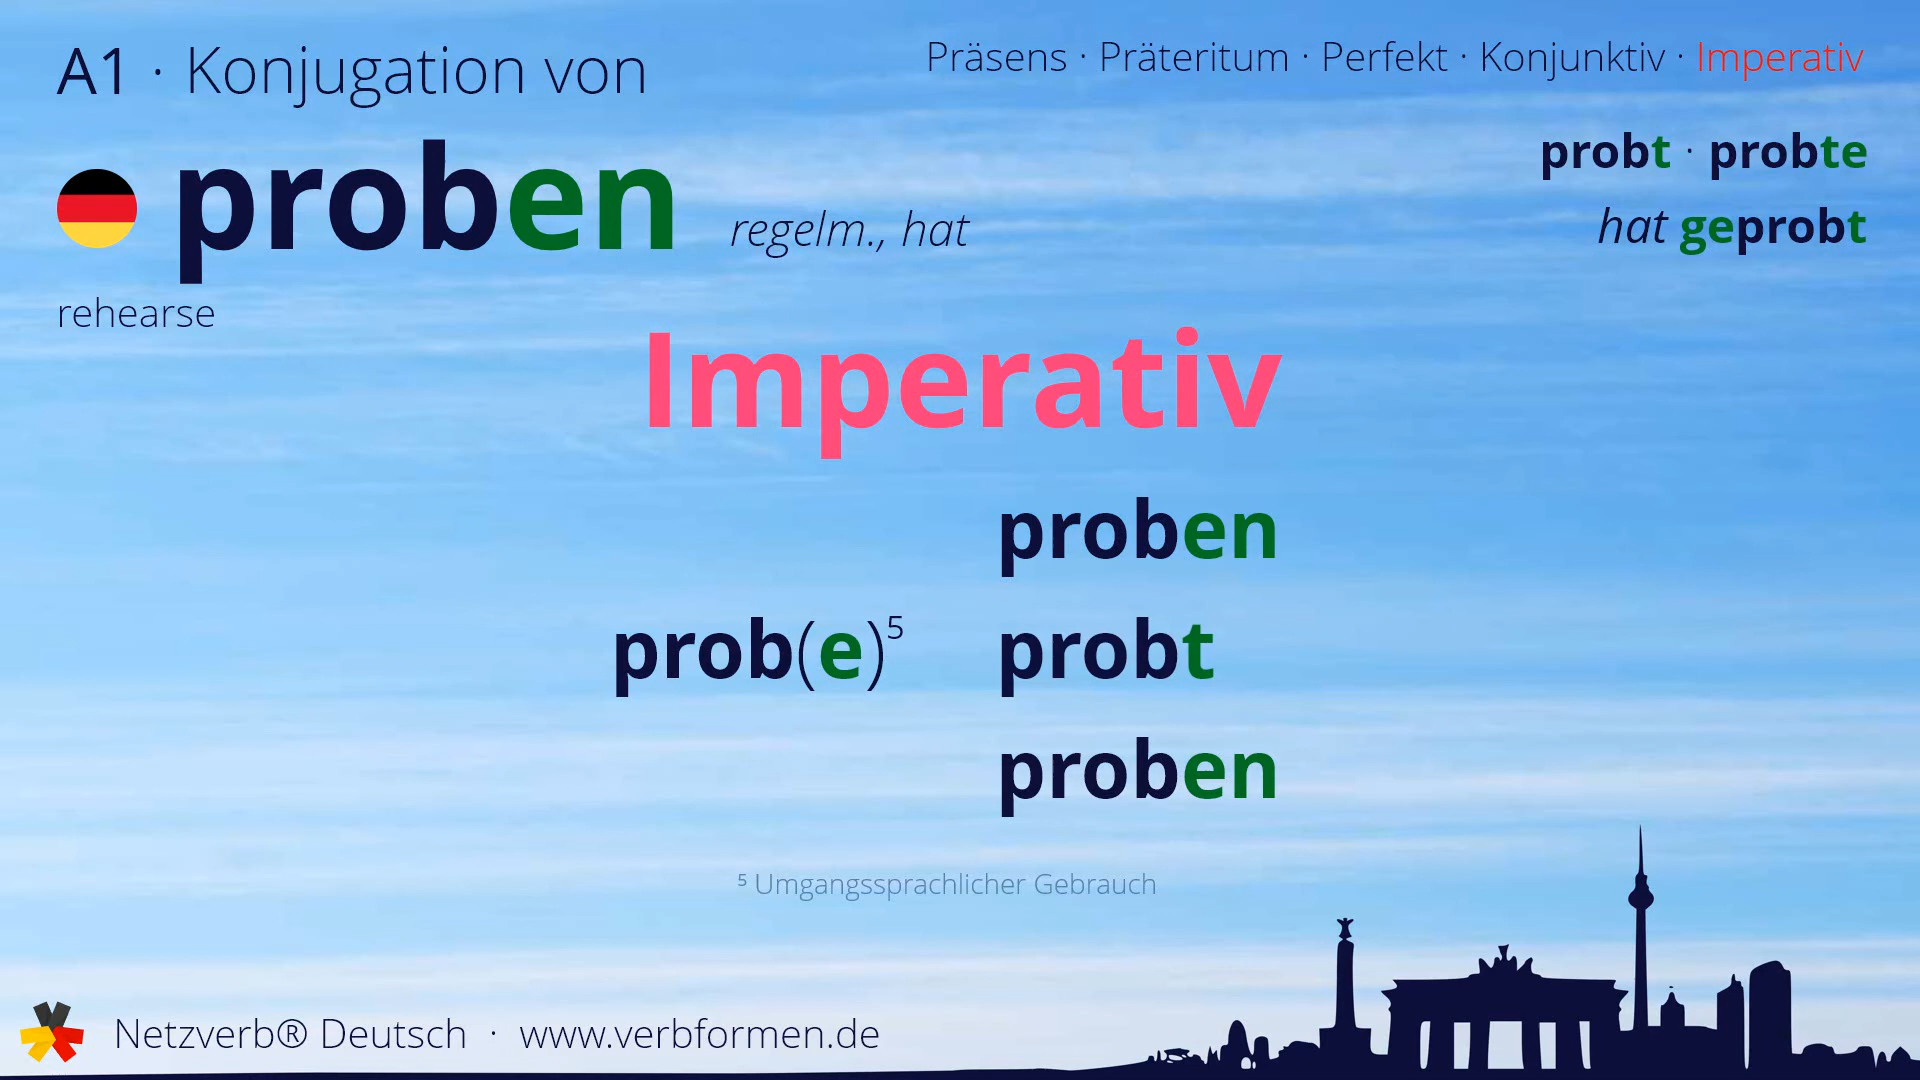 A1 · Konjugation von
Präsens · Präteritum · Perfekt · Konjunktiv · Imperativ
proben regelm., hat
probt · probte
hat geprobt
rehearse
Imperativ
proben
prob(e)⁵ probt
proben
⁵ Umgangssprachlicher Gebrauch
Netzverb® Deutsch · www.verbformen.de